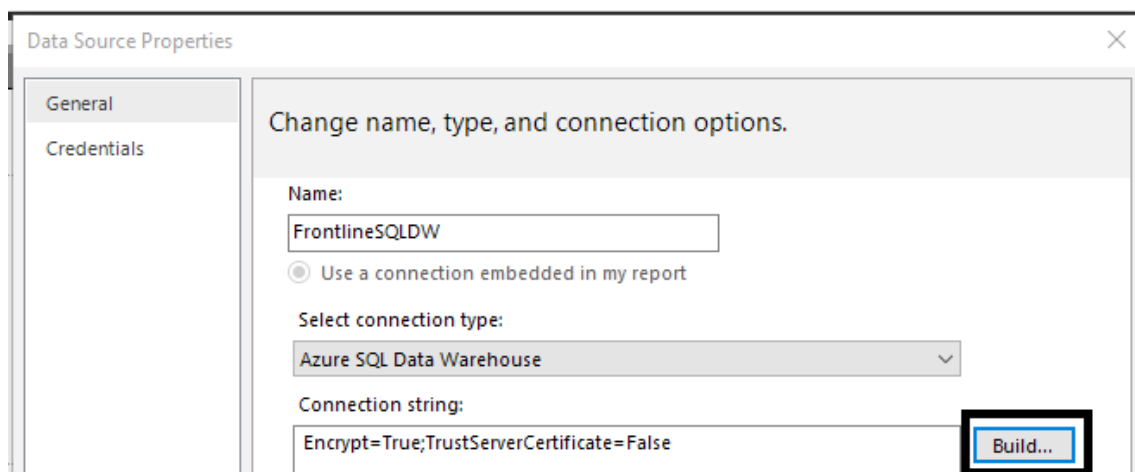 Data Source Properties
General
Credentials
Change name, type, and connection options.
Name:
FrontlineSQLDW
Use a connection embedded in my report
Select connection type:
Azure SQL Data Warehouse
Connection string:
Encrypt=True;TrustServerCertificate=False
Build...